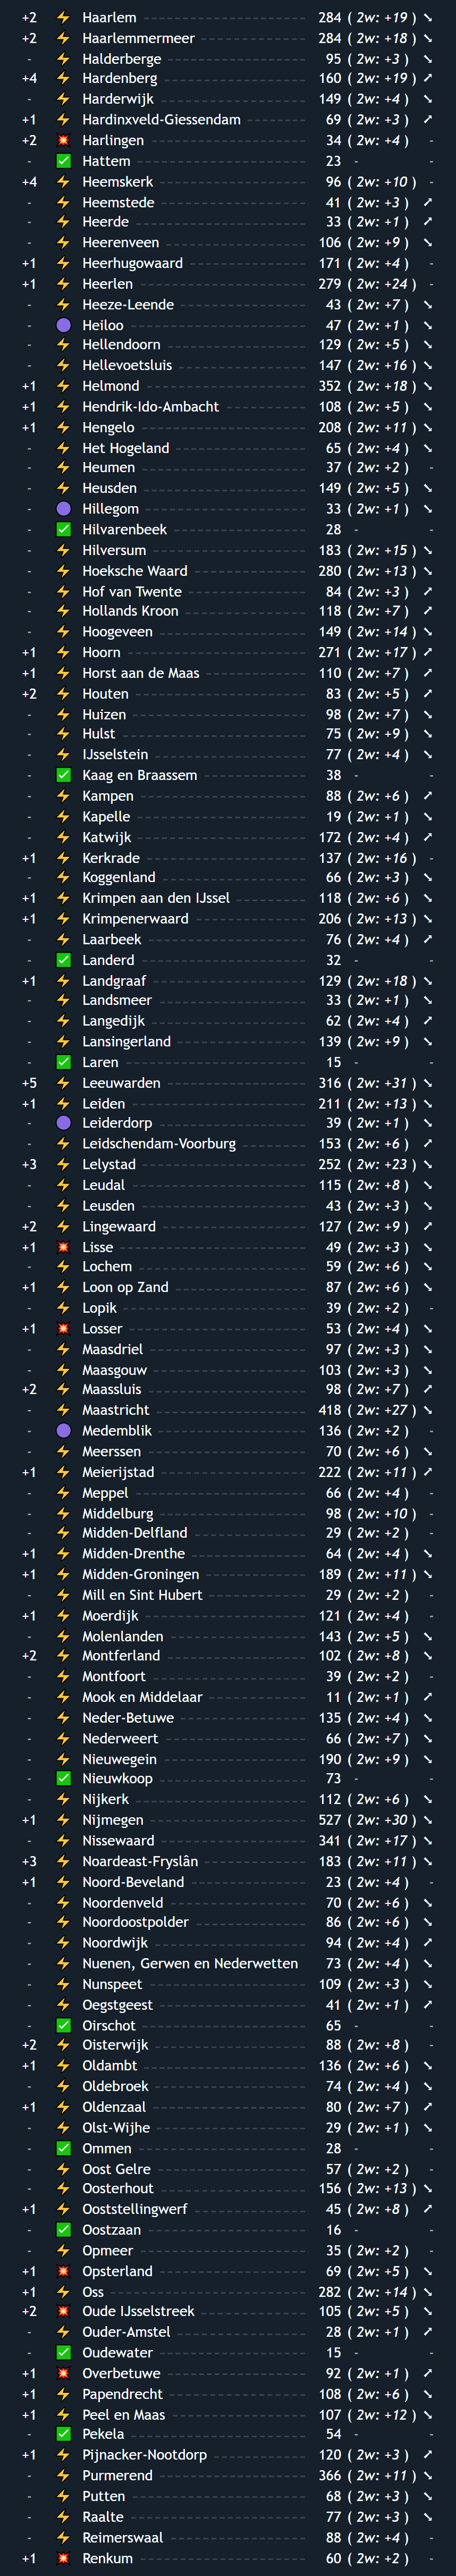 +2 ⚡ Haarlem 284 ( 2w: +19 ) ↘
+2 ⚡ Haarlemmermeer 284 ( 2w: +18 ) ↘
- ⚡ Halderberge 95 ( 2w: +3 ) ↘
+4 ⚡ Hardenberg 160 ( 2w: +19 ) ↗
- ⚡ Harderwijk 149 ( 2w: +4 ) ↘
+1 ⚡ Hardinxveld-Giessendam 69 ( 2w: +3 ) ↗
+2 💥 Harlingen 34 ( 2w: +4 ) -
- ✅ Hattem 23 - -
+4 ⚡ Heemskerk 96 ( 2w: +10 ) -
- ⚡ Heemstede 41 ( 2w: +3 ) ↗
- ⚡ Heerde 33 ( 2w: +1 ) ↗
- ⚡ Heerenveen 106 ( 2w: +9 ) ↘
+1 ⚡ Heerhugowaard 171 ( 2w: +4 ) -
+1 ⚡ Heerlen 279 ( 2w: +24 ) -
- ⚡ Heeze-Leende 43 ( 2w: +7 ) ↘
- 🟣 Heiloo 47 ( 2w: +1 ) ↘
- ⚡ Hellendoorn 129 ( 2w: +5 ) ↘
- ⚡ Hellevoetsluis 147 ( 2w: +16 ) ↘
+1 ⚡ Helmond 352 ( 2w: +18 ) ↘
+1 ⚡ Hendrik-Ido-Ambacht 108 ( 2w: +5 ) ↘
+1 ⚡ Hengelo 208 ( 2w: +11 ) ↘
- ⚡ Het Hogeland 65 ( 2w: +4 ) ↘
- ⚡ Heumen 37 ( 2w: +2 ) -
- ⚡ Heusden 149 ( 2w: +5 ) ↘
- 🟣 Hillegom 33 ( 2w: +1 ) ↘
- ✅ Hilvarenbeek 28 - -
- ⚡ Hilversum 183 ( 2w: +15 ) ↘
- ⚡ Hoeksche Waard 280 ( 2w: +13 ) ↘
- ⚡ Hof van Twente 84 ( 2w: +3 ) ↗
- ⚡ Hollands Kroon 118 ( 2w: +7 ) ↗
- ⚡ Hoogeveen 149 ( 2w: +14 ) ↘
+1 ⚡ Hoorn 271 ( 2w: +17 ) ↗
+1 ⚡ Horst aan de Maas 110 ( 2w: +7 ) ↗
+2 ⚡ Houten 83 ( 2w: +5 ) ↗
- ⚡ Huizen 98 ( 2w: +7 ) ↘
- ⚡ Hulst 75 ( 2w: +9 ) ↘
- ⚡ IJsselstein 77 ( 2w: +4 ) ↘
- ✅ Kaag en Braassem 38 - -
- ⚡ Kampen 88 ( 2w: +6 ) ↗
- ⚡ Kapelle 19 ( 2w: +1 ) ↘
- ⚡ Katwijk 172 ( 2w: +4 ) ↗
+1 ⚡ Kerkrade 137 ( 2w: +16 ) -
- ⚡ Koggenland 66 ( 2w: +3 ) ↘
+1 ⚡ Krimpen aan den IJssel 118 ( 2w: +6 ) ↘
+1 ⚡ Krimpenerwaard 206 ( 2w: +13 ) ↘
- ⚡ Laarbeek 76 ( 2w: +4 ) ↗
- ✅ Landerd 32 - -
+1 ⚡ Landgraaf 129 ( 2w: +18 ) ↘
- ⚡ Landsmeer 33 ( 2w: +1 ) ↘
- ⚡ Langedijk 62 ( 2w: +4 ) ↗
- ⚡ Lansingerland 139 ( 2w: +9 ) ↘
- ✅ Laren 15 - -
+5 ⚡ Leeuwarden 316 ( 2w: +31 ) ↘
+1 ⚡ Leiden 211 ( 2w: +13 ) ↘
- 🟣 Leiderdorp 39 ( 2w: +1 ) ↘
- ⚡ Leidschendam-Voorburg 153 ( 2w: +6 ) ↗
+3 ⚡ Lelystad 252 ( 2w: +23 ) ↘
- ⚡ Leudal 115 ( 2w: +8 ) ↘
- ⚡ Leusden 43 ( 2w: +3 ) ↘
+2 ⚡ Lingewaard 127 ( 2w: +9 ) ↗
+1 💥 Lisse 49 ( 2w: +3 ) ↘
- ⚡ Lochem 59 ( 2w: +6 ) ↘
+1 ⚡ Loon op Zand 87 ( 2w: +6 ) ↘
- ⚡ Lopik 39 ( 2w: +2 ) -
+1 💥 Losser 53 ( 2w: +4 ) ↘
- ⚡ Maasdriel 97 ( 2w: +3 ) ↘
- ⚡ Maasgouw 103 ( 2w: +3 ) ↘
+2 ⚡ Maassluis 98 ( 2w: +7 ) ↗
- ⚡ Maastricht 418 ( 2w: +27 ) ↘
- 🟣 Medemblik 136 ( 2w: +2 ) -
- ⚡ Meerssen 70 ( 2w: +6 ) ↘
+1 ⚡ Meierijstad 222 ( 2w: +11 ) ↗
- ⚡ Meppel 66 ( 2w: +4 ) -
- ⚡ Middelburg 98 ( 2w: +10 ) -
- ⚡ Midden-Delfland 29 ( 2w: +2 ) -
+1 ⚡ Midden-Drenthe 64 ( 2w: +4 ) ↘
+1 ⚡ Midden-Groningen 189 ( 2w: +11 ) ↘
- ⚡ Mill en Sint Hubert 29 ( 2w: +2 ) -
+1 ⚡ Moerdijk 121 ( 2w: +4 ) -
- ⚡ Molenlanden 143 ( 2w: +5 ) ↘
+2 ⚡ Montferland 102 ( 2w: +8 ) ↘
- ⚡ Montfoort 39 ( 2w: +2 ) -
- ⚡ Mook en Middelaar 11 ( 2w: +1 ) ↗
- ⚡ Neder-Betuwe 135 ( 2w: +4 ) ↘
- ⚡ Nederweert 66 ( 2w: +7 ) ↘
- ⚡ Nieuwegein 190 ( 2w: +9 ) ↘
- ✅ Nieuwkoop 73 - -
- ⚡ Nijkerk 112 ( 2w: +6 ) ↘
+1 ⚡ Nijmegen 527 ( 2w: +30 ) ↘
- ⚡ Nissewaard 341 ( 2w: +17 ) ↘
+3 ⚡ Noardeast-Fryslân 183 ( 2w: +11 ) ↘
+1 ⚡ Noord-Beveland 23 ( 2w: +4 ) -
- ⚡ Noordenveld 70 ( 2w: +6 ) ↘
- ⚡ Noordoostpolder 86 ( 2w: +6 ) ↘
- ⚡ Noordwijk 94 ( 2w: +4 ) ↗
- ⚡ Nuenen, Gerwen en Nederwetten 73 ( 2w: +4 ) ↘
- ⚡ Nunspeet 109 ( 2w: +3 ) ↘
- ⚡ Oegstgeest 41 ( 2w: +1 ) ↗
- ✅ Oirschot 65 - -
+2 ⚡ Oisterwijk 88 ( 2w: +8 ) -
+1 ⚡ Oldambt 136 ( 2w: +6 ) ↘
- ⚡ Oldebroek 74 ( 2w: +4 ) ↘
+1 ⚡ Oldenzaal 80 ( 2w: +7 ) ↗
- ⚡ Olst-Wijhe 29 ( 2w: +1 ) ↘
- ✅ Ommen 28 - -
- ⚡ Oost Gelre 57 ( 2w: +2 ) -
- ⚡ Oosterhout 156 ( 2w: +13 ) ↘
+1 ⚡ Ooststellingwerf 45 ( 2w: +8 ) ↗
- ✅ Oostzaan 16 - -
- ⚡ Opmeer 35 ( 2w: +2 ) -
+1 💥 Opsterland 69 ( 2w: +5 ) ↘
+1 ⚡ Oss 282 ( 2w: +14 ) ↘
+2 💥 Oude IJsselstreek 105 ( 2w: +5 ) ↘
- ⚡ Ouder-Amstel 28 ( 2w: +1 ) ↗
- ✅ Oudewater 15 - -
+1 💥 Overbetuwe 92 ( 2w: +1 ) ↗
+1 ⚡ Papendrecht 108 ( 2w: +6 ) ↘
+1 ⚡ Peel en Maas 107 ( 2w: +12 ) ↘
- ✅ Pekela 54 - -
+1 ⚡ Pijnacker-Nootdorp 120 ( 2w: +3 ) ↗
- ⚡ Purmerend 366 ( 2w: +11 ) ↘
- ⚡ Putten 68 ( 2w: +3 ) ↘
- ⚡ Raalte 77 ( 2w: +3 ) ↘
- ⚡ Reimerswaal 88 ( 2w: +4 ) -
+1 💥 Renkum 60 ( 2w: +2 ) -